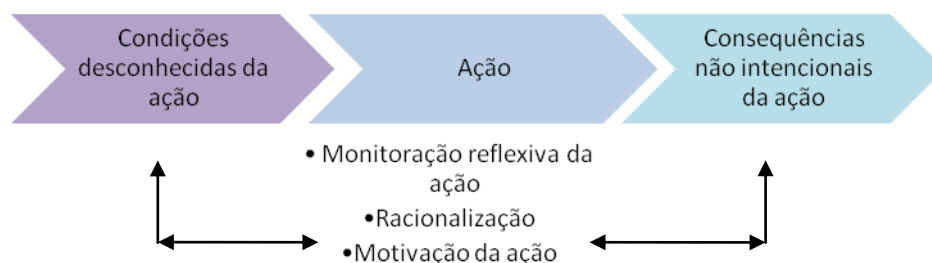 Condições
desconhecidas da
ação
Ação
Consequências
não intencionais
da ação
• Monitoração reflexiva da
ação
•Racionalização
•Motivação da ação